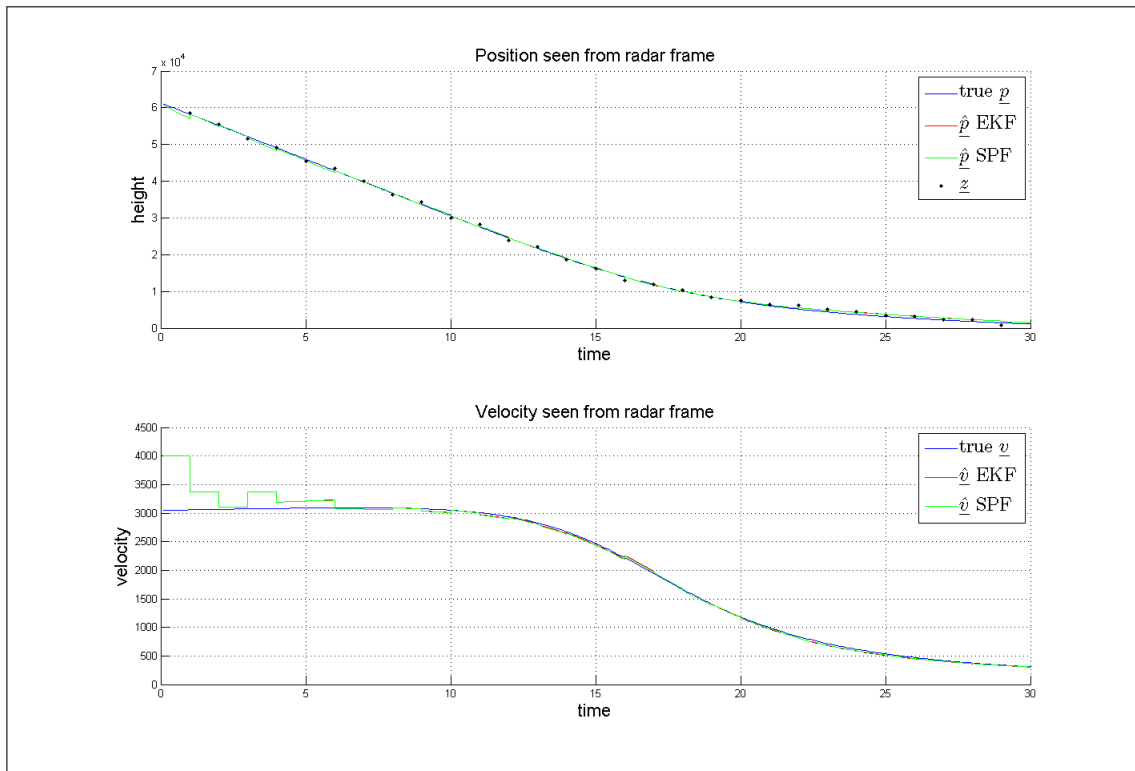 Position seen from radar frame
7 x 10^4
6
5
4
3
2
1
0
height
0 5 10 15 20 25 30
time
true p
p̂ EKF
p̂ SPF
z
Velocity seen from radar frame
4500
4000
3500
3000
2500
2000
1500
1000
500
0
velocity
0 5 10 15 20 25 30
time
true v
v̂ EKF
v̂ SPF